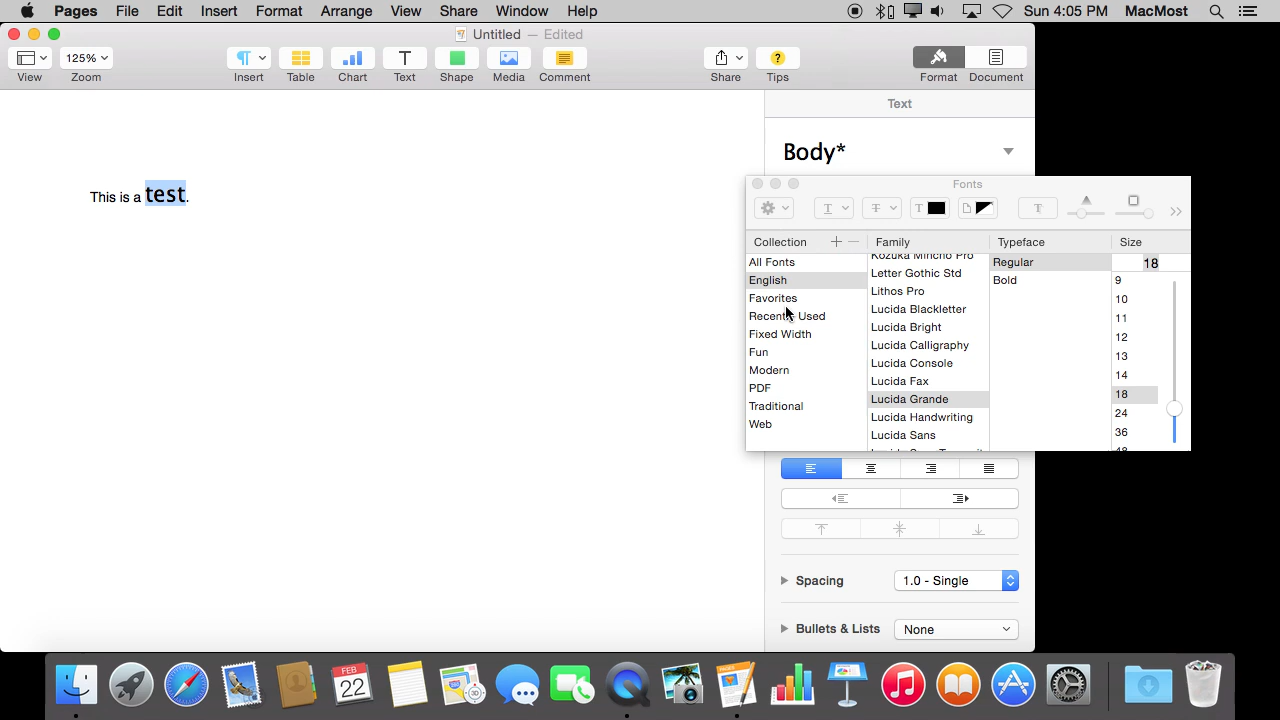 Pages File Edit Insert Format Arrange View Share Window Help Sun 4:05 PM MacMost
Untitled — Edited
125%
View Zoom Insert Table Chart Text Shape Media Comment Share Tips Format Document
Text
Body*
This is a test.
Fonts
Collection Family Typeface Size
All Fonts Kozuka Mincho Pro Regular 18
English Letter Gothic Std Bold 9
Favorites Lithos Pro 10
Recently Used Lucida Blackletter 11
Fixed Width Lucida Bright 12
Fun Lucida Calligraphy 13
Modern Lucida Console 14
PDF Lucida Fax 18
Traditional Lucida Grande 24
Web Lucida Handwriting 36
Lucida Sans 48
Spacing 1.0 - Single
Bullets & Lists None
FEB
22
3D